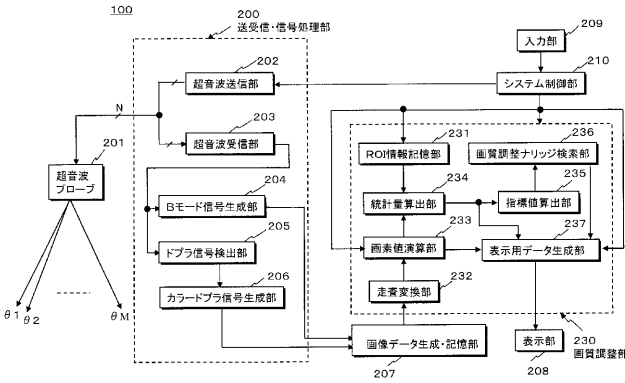 100
200
送受信・信号処理部
202
超音波送信部
203
超音波受信部
N
201
超音波
プローブ
204
Bモード信号生成部
205
ドプラ信号検出部
206
カラードプラ信号生成部
θ1
θ2
θM
209
入力部
210
システム制御部
231
ROI情報記憶部
236
画質調整ナリッジ検索部
234
統計量算出部
235
指標値算出部
233
画素値演算部
237
表示用データ生成部
232
走査変換部
画像データ生成・記憶部
207
表示部
208
230
画質調整部